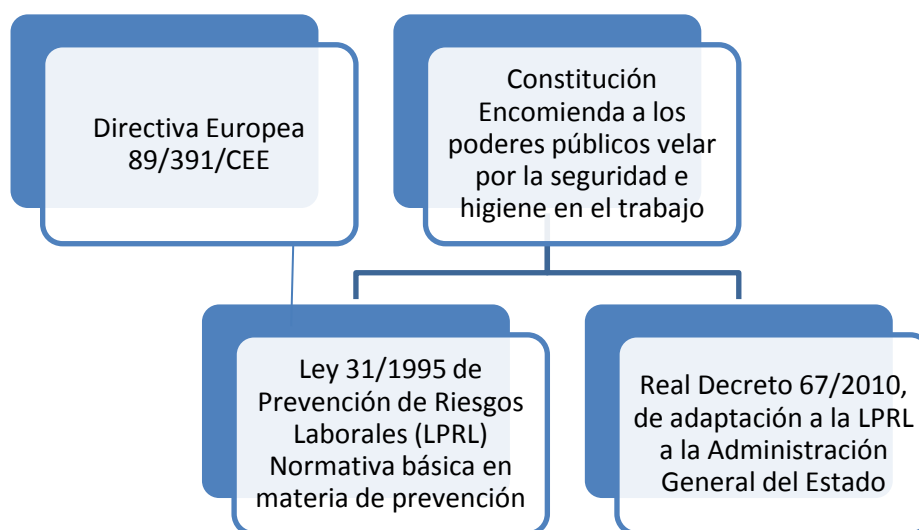 Directiva Europea
89/391/CEE
Constitución
Encomienda a los
poderes públicos velar
por la seguridad e
higiene en el trabajo
Ley 31/1995 de
Prevención de Riesgos
Laborales (LPRL)
Normativa básica en
materia de prevención
Real Decreto 67/2010,
de adaptación a la LPRL
a la Administración
General del Estado